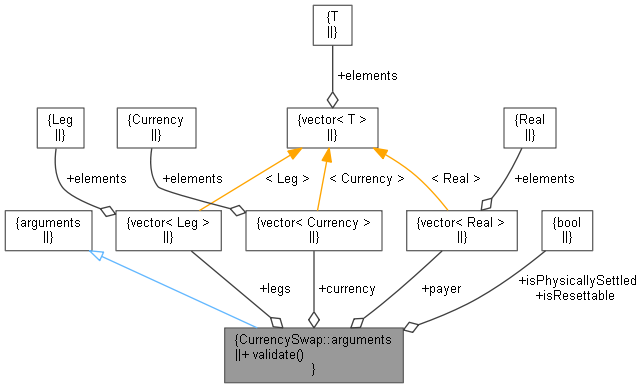 {T
||}
+elements
{Leg
||}
{Currency
||}
{vector< T >
||}
{Real
||}
+elements
+elements
< Leg >
< Currency >
< Real >
+elements
{arguments
||}
{vector< Leg >
||}
{vector< Currency >
||}
{vector< Real >
||}
{bool
||}
+legs
+currency
+payer
+isPhysicallySettled
+isResettable
{CurrencySwap::arguments
||+ validate()
}